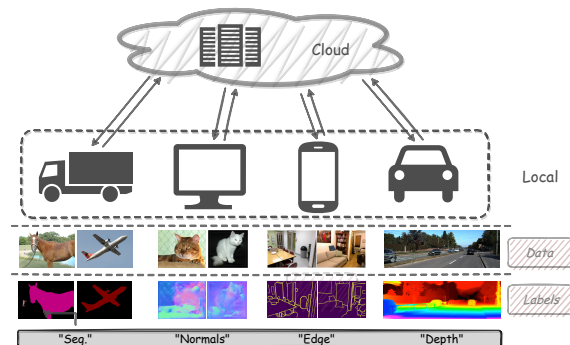 Cloud
Local
Data
Labels
"Seg." "Normals" "Edge" "Depth"